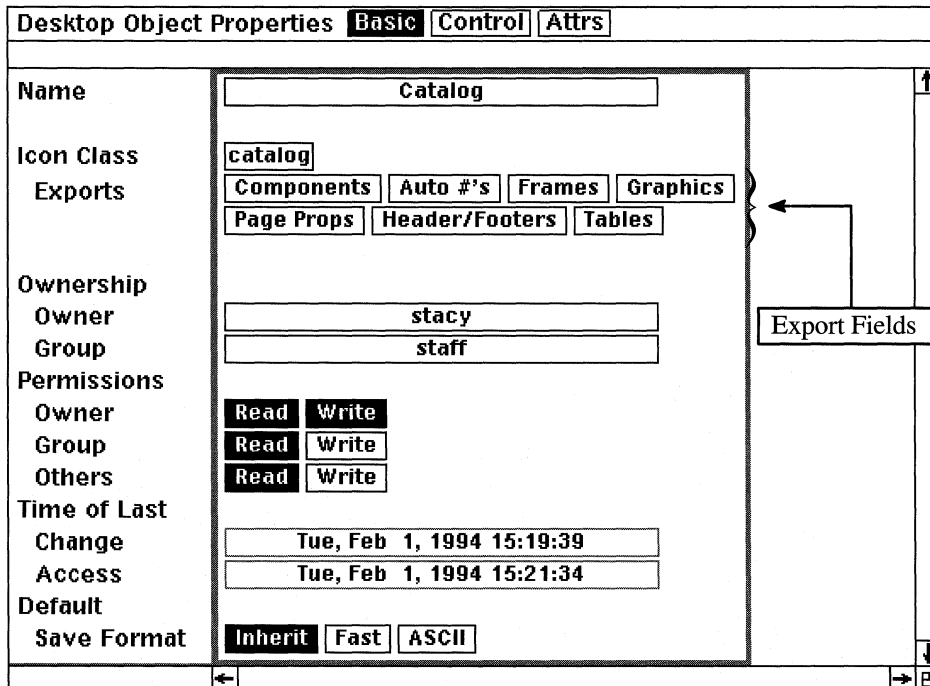 Desktop Object Properties Basic Control Attrs
Name Catalog
Icon Class catalog
Exports Components Auto #'s Frames Graphics
Page Props Header/Footers Tables
Export Fields
Ownership
Owner stacy
Group staff
Permissions
Owner Read Write
Group Read Write
Others Read Write
Time of Last
Change Tue, Feb 1, 1994 15:19:39
Access Tue, Feb 1, 1994 15:21:34
Default
Save Format Inherit Fast ASCII